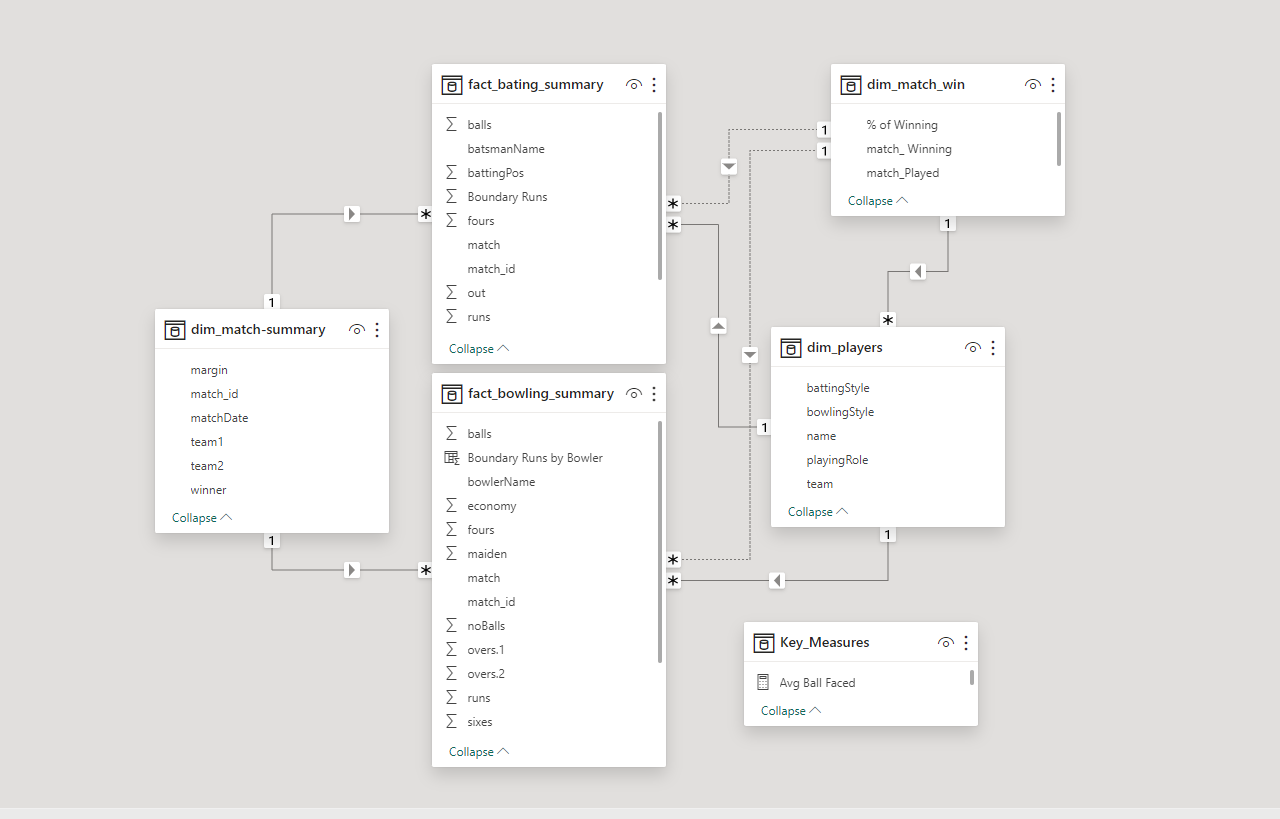 fact_bating_summary
balls
batsmanName
battingPos
Boundary Runs
fours
match
match_id
out
runs
Collapse
dim_match_win
% of Winning
match_ Winning
match_Played
Collapse
1
1
1
*
*
*
*
1
dim_match-summary
margin
match_id
matchDate
team1
team2
winner
Collapse
1
*
dim_players
battingStyle
bowlingStyle
name
playingRole
team
Collapse
1
1
fact_bowling_summary
balls
Boundary Runs by Bowler
bowlerName
economy
fours
maiden
match
match_id
noBalls
overs.1
overs.2
runs
sixes
Collapse
*
*
*
Key_Measures
Avg Ball Faced
Collapse